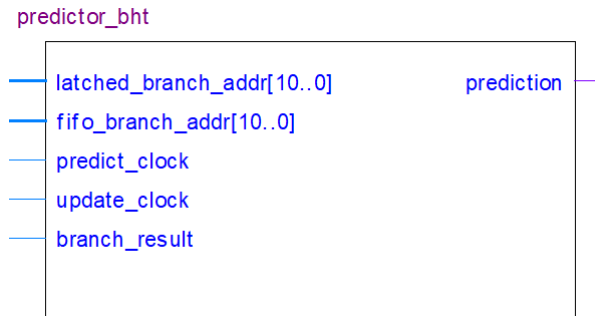 predictor_bht
latched_branch_addr[10..0] prediction
fifo_branch_addr[10..0]
predict_clock
update_clock
branch_result